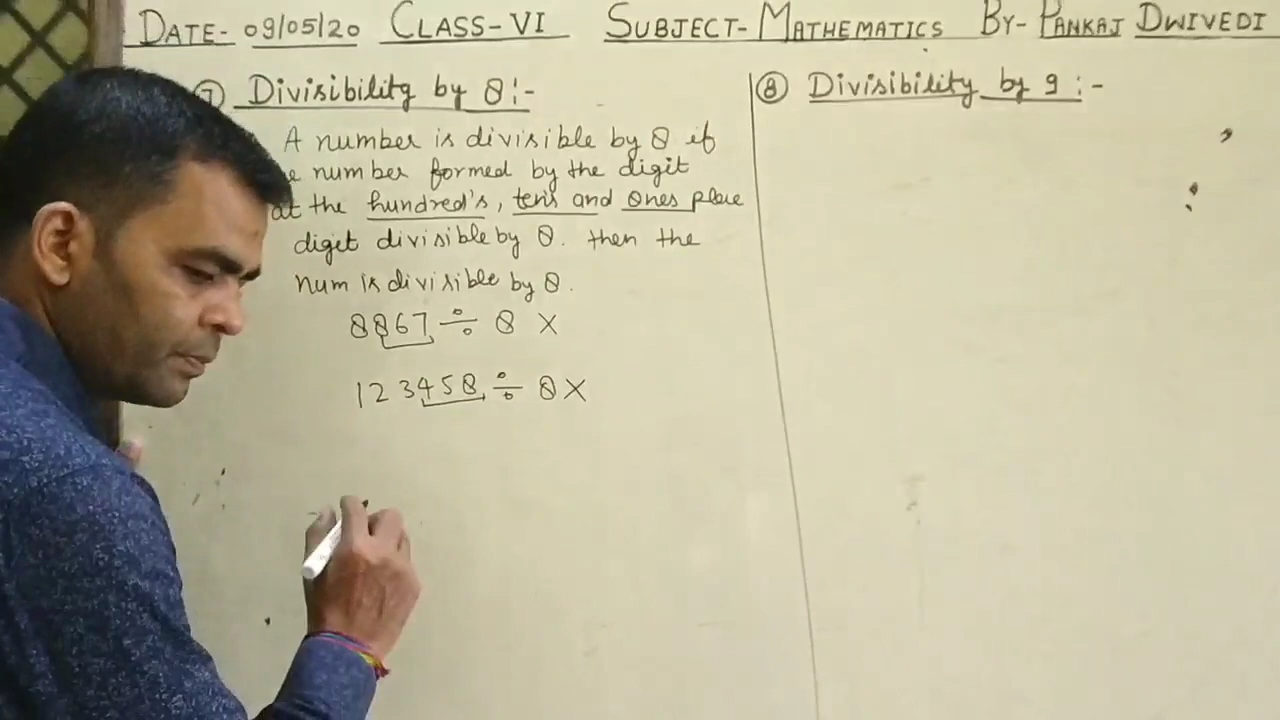 DATE- 09/05/20 CLASS-VI SUBJECT- MATHEMATICS BY- PANKAJ DWIVEDI
7) Divisibility by 8:-
A number is divisible by 8 if
number formed by the digit
at the hundred's, ten's and ones place
digit divisible by 8. then the
num is divisible by 8.
8867 ÷ 8 X
123458 ÷ 8 X
⑧ Divisibility by 9:-